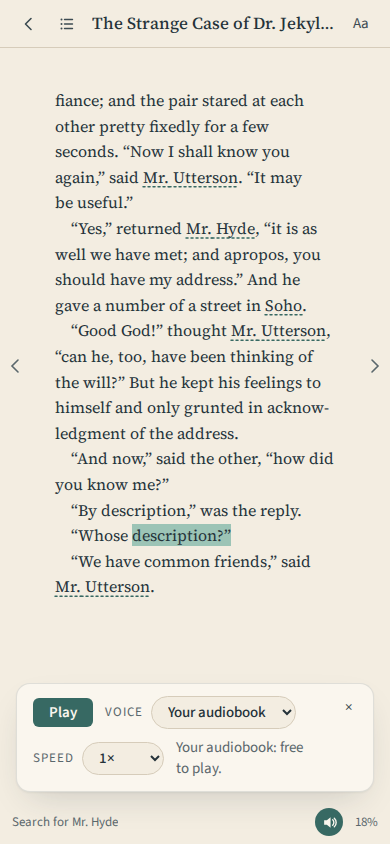 The Strange Case of Dr. Jekyl...
Aa
fiance; and the pair stared at each
other pretty fixedly for a few
seconds. “Now I shall know you
again,” said Mr. Utterson. “It may
be useful.”
“Yes,” returned Mr. Hyde, “it is as
well we have met; and apropos, you
should have my address.” And he
gave a number of a street in Soho.
“Good God!” thought Mr. Utterson,
“can he, too, have been thinking of
the will?” But he kept his feelings to
himself and only grunted in acknow-
ledgment of the address.
“And now,” said the other, “how did
you know me?”
“By description,” was the reply.
“Whose description?”
“We have common friends,” said
Mr. Utterson.
Play VOICE Your audiobook ×
SPEED 1× Your audiobook: free
to play.
Search for Mr. Hyde 18%